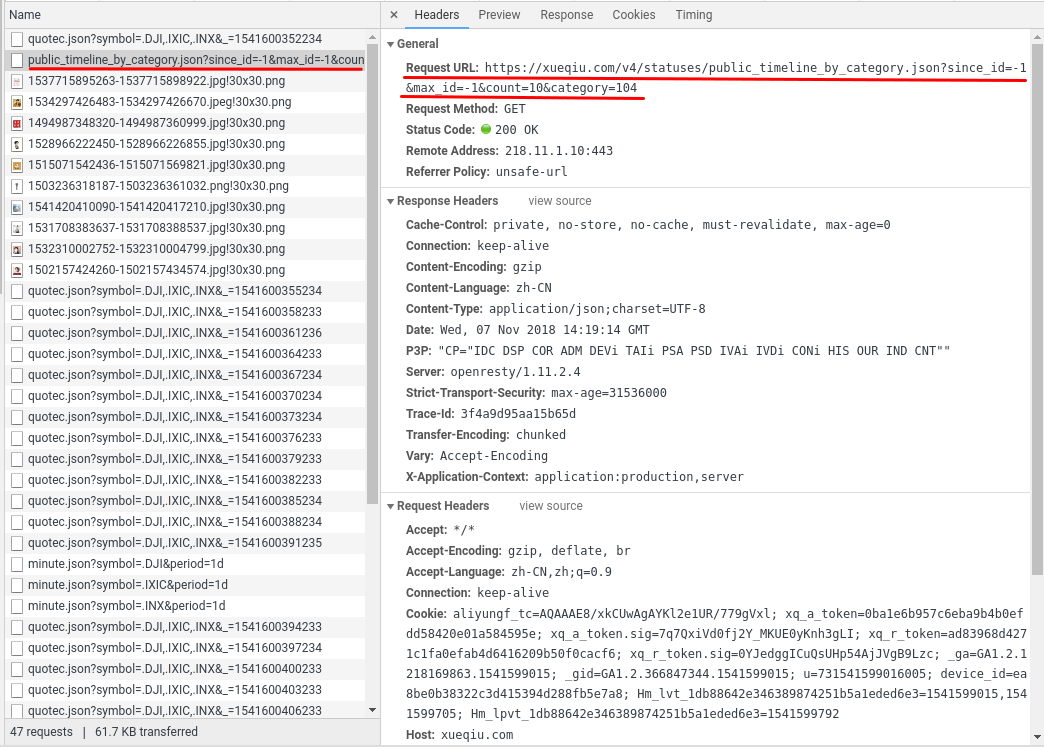 Name
quotec.json?symbol=.DJI,.IXIC,.INX&_=1541600352234
public_timeline_by_category.json?since_id=-1&max_id=-1&coun
1537715895263-1537715898922.jpg!30x30.png
1534297426483-1534297426770.jpeg!30x30.png
1494987348320-1494987360999.jpg!30x30.png
1528966222450-1528966226855.jpg!30x30.png
1515071542436-1515071569821.jpg!30x30.png
1503236318187-1503236361032.png!30x30.png
1541420410090-1541420417210.jpg!30x30.png
1531708383637-1531708388537.jpg!30x30.png
1532310002752-1532310004799.jpg!30x30.png
1502157424260-1502157434574.jpg!30x30.png
quotec.json?symbol=.DJI,.IXIC,.INX&_=1541600355234
quotec.json?symbol=.DJI,.IXIC,.INX&_=1541600358233
quotec.json?symbol=.DJI,.IXIC,.INX&_=1541600361236
quotec.json?symbol=.DJI,.IXIC,.INX&_=1541600364233
quotec.json?symbol=.DJI,.IXIC,.INX&_=1541600367234
quotec.json?symbol=.DJI,.IXIC,.INX&_=1541600370234
quotec.json?symbol=.DJI,.IXIC,.INX&_=1541600373234
quotec.json?symbol=.DJI,.IXIC,.INX&_=1541600376233
quotec.json?symbol=.DJI,.IXIC,.INX&_=1541600379233
quotec.json?symbol=.DJI,.IXIC,.INX&_=1541600382233
quotec.json?symbol=.DJI,.IXIC,.INX&_=1541600385234
quotec.json?symbol=.DJI,.IXIC,.INX&_=1541600388234
quotec.json?symbol=.DJI,.IXIC,.INX&_=1541600391235
minute.json?symbol=.DJI&period=1d
minute.json?symbol=.IXIC&period=1d
minute.json?symbol=.INX&period=1d
quotec.json?symbol=.DJI,.IXIC,.INX&_=1541600394233
quotec.json?symbol=.DJI,.IXIC,.INX&_=1541600397234
quotec.json?symbol=.DJI,.IXIC,.INX&_=1541600400233
quotec.json?symbol=.DJI,.IXIC,.INX&_=1541600403233
quotec.json?symbol=.DJI,.IXIC,.INX&_=1541600406233
47 requests | 61.7 KB transferred
× Headers Preview Response Cookies Timing
General
Request URL: https://xueqiu.com/v4/statuses/public_timeline_by_category.json?since_id=-1
&max_id=-1&count=10&category=104
Request Method: GET
Status Code: 200 OK
Remote Address: 218.11.1.10:443
Referrer Policy: unsafe-url
Response Headers view source
Cache-Control: private, no-store, no-cache, must-revalidate, max-age=0
Connection: keep-alive
Content-Encoding: gzip
Content-Language: zh-CN
Content-Type: application/json;charset=UTF-8
Date: Wed, 07 Nov 2018 14:19:14 GMT
P3P: "CP="IDC DSP COR ADM DEVi TAIi PSA PSD IVAi IVDi CONi HIS OUR IND CNT""
Server: openresty/1.11.2.4
Strict-Transport-Security: max-age=31536000
Trace-Id: 3f4a9d95aa15b65d
Transfer-Encoding: chunked
Vary: Accept-Encoding
X-Application-Context: application:production,server
Request Headers view source
Accept: */*
Accept-Encoding: gzip, deflate, br
Accept-Language: zh-CN,zh;q=0.9
Connection: keep-alive
Cookie: aliyungf_tc=AQAAAE8/xkCUwAgAYKl2e1UR/779gVxl; xq_a_token=0ba1e6b957c6eba9b4b0ef
dd58420e01a584595e; xq_a_token.sig=7q7QxiVd0fj2Y_MKUE0yKnh3gLI; xq_r_token=ad83968d427
1c1fa0efab4d6416209b50f0cacf6; xq_r_token.sig=0YJedggICuQsUHp54AjJVgB9Lzc; _ga=GA1.2.1
218169863.1541599015; _gid=GA1.2.366847344.1541599015; u=731541599016005; device_id=ea
8be0b38322c3d415394d288fb5e7a8; Hm_lvt_1db88642e346389874251b5a1eded6e3=1541599015,154
1599705; Hm_lpvt_1db88642e346389874251b5a1eded6e3=1541599792
Host: xueqiu.com